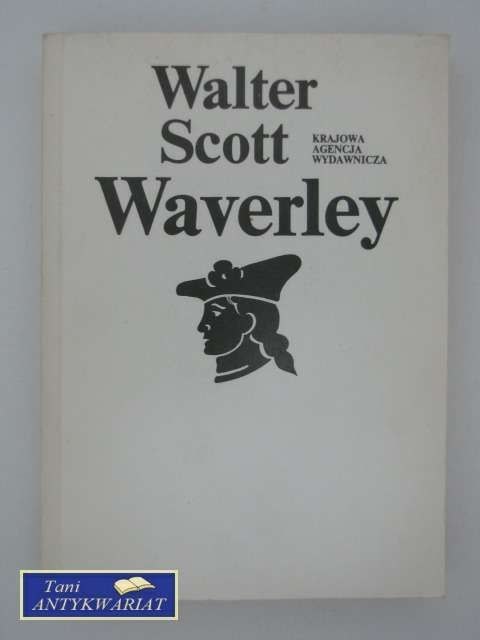 Walter
Scott
KRAJOWA
AGENCJA
WYDAWNICZA
Waverley
Tani
ANTYKWARIAT